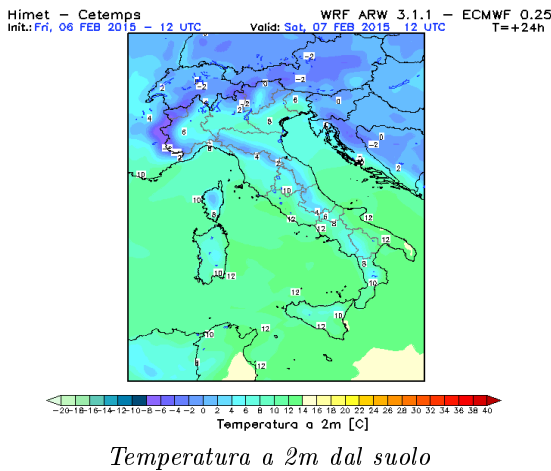 Himet – Cetemps WRF ARW 3.1.1 – ECMWF 0.25
Init.: Fri, 06 FEB 2015 – 12 UTC Valid: Sat, 07 FEB 2015 12 UTC T=+24h
-20 -18 -16 -14 -12 -10 -8 -6 -4 -2 0 2 4 6 8 10 12 14 16 18 20 22 24 26 28 30 32 34 36 38 40
Temperatura a 2m [C]
Temperatura a 2m dal suolo